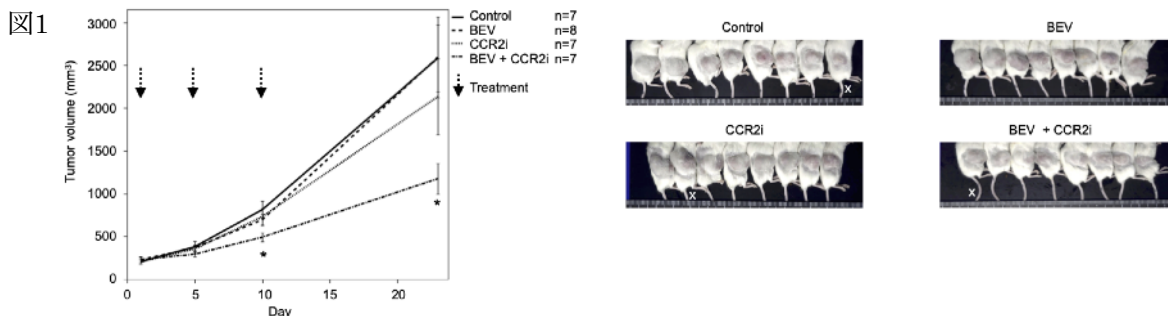 図1
3000
2500
2000
1500
1000
500
0
Tumor volume (mm³)
0 5 10 15 20
Day
Control n=7
BEV n=8
CCR2i n=7
BEV + CCR2i n=7
Treatment
*
*
Control
x
BEV
CCR2i
x
BEV + CCR2i
x